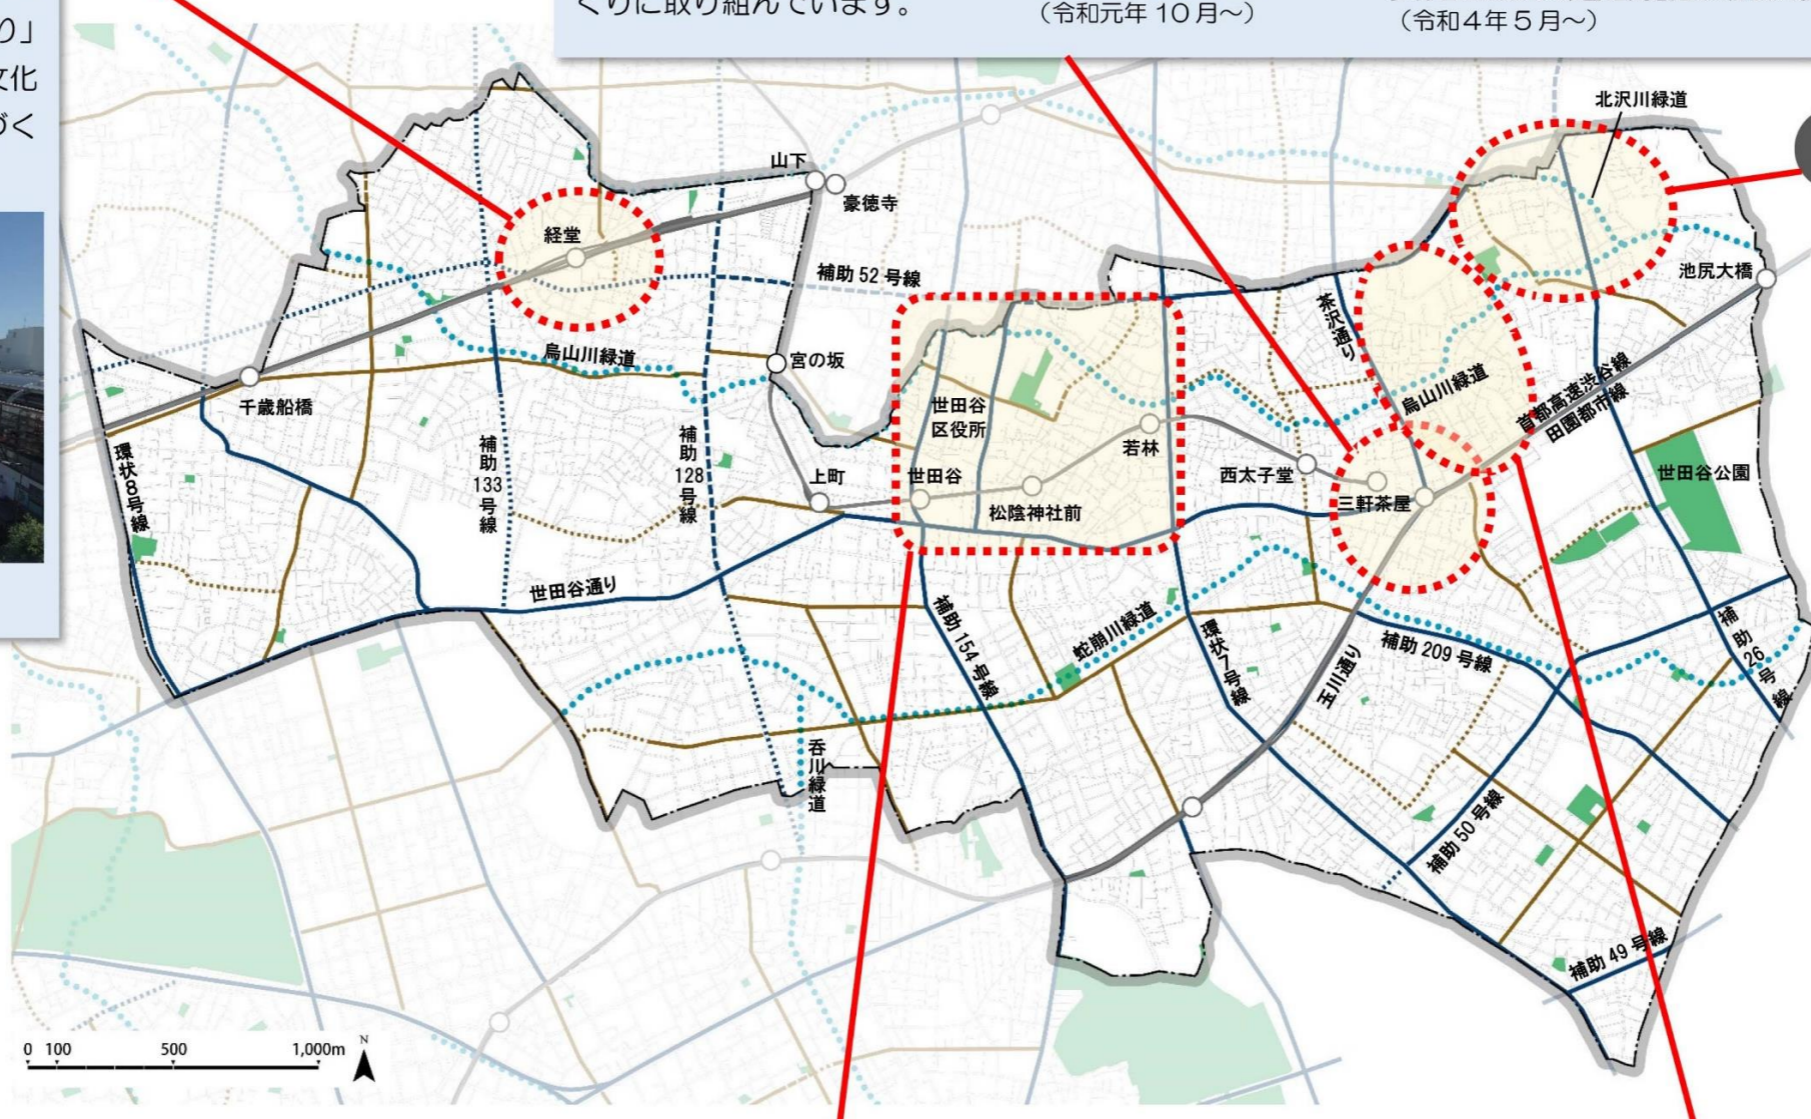 り」
文化
づく
くりに取り組んでいます。
（令和元年 10 月～）
（令和４年５月～）
北沢川緑道
山下
豪徳寺
経堂
補助 52 号線
池尻大橋
茶沢通り
烏山川緑道
宮の坂
千歳船橋
世田谷
区役所
烏山川緑道
首都高速渋谷線
田園都市線
若林
世田谷公園
環状8号線
補助133号線
補助128号線
上町
世田谷
松陰神社前
西太子堂
三軒茶屋
世田谷通り
補助 154 号線
蛇崩川緑道
環状7号線
玉川通り
補助 209 号線
補助26号線
呑川緑道
補助 50 号線
補助 49 号線
0 100 500 1,000m
N